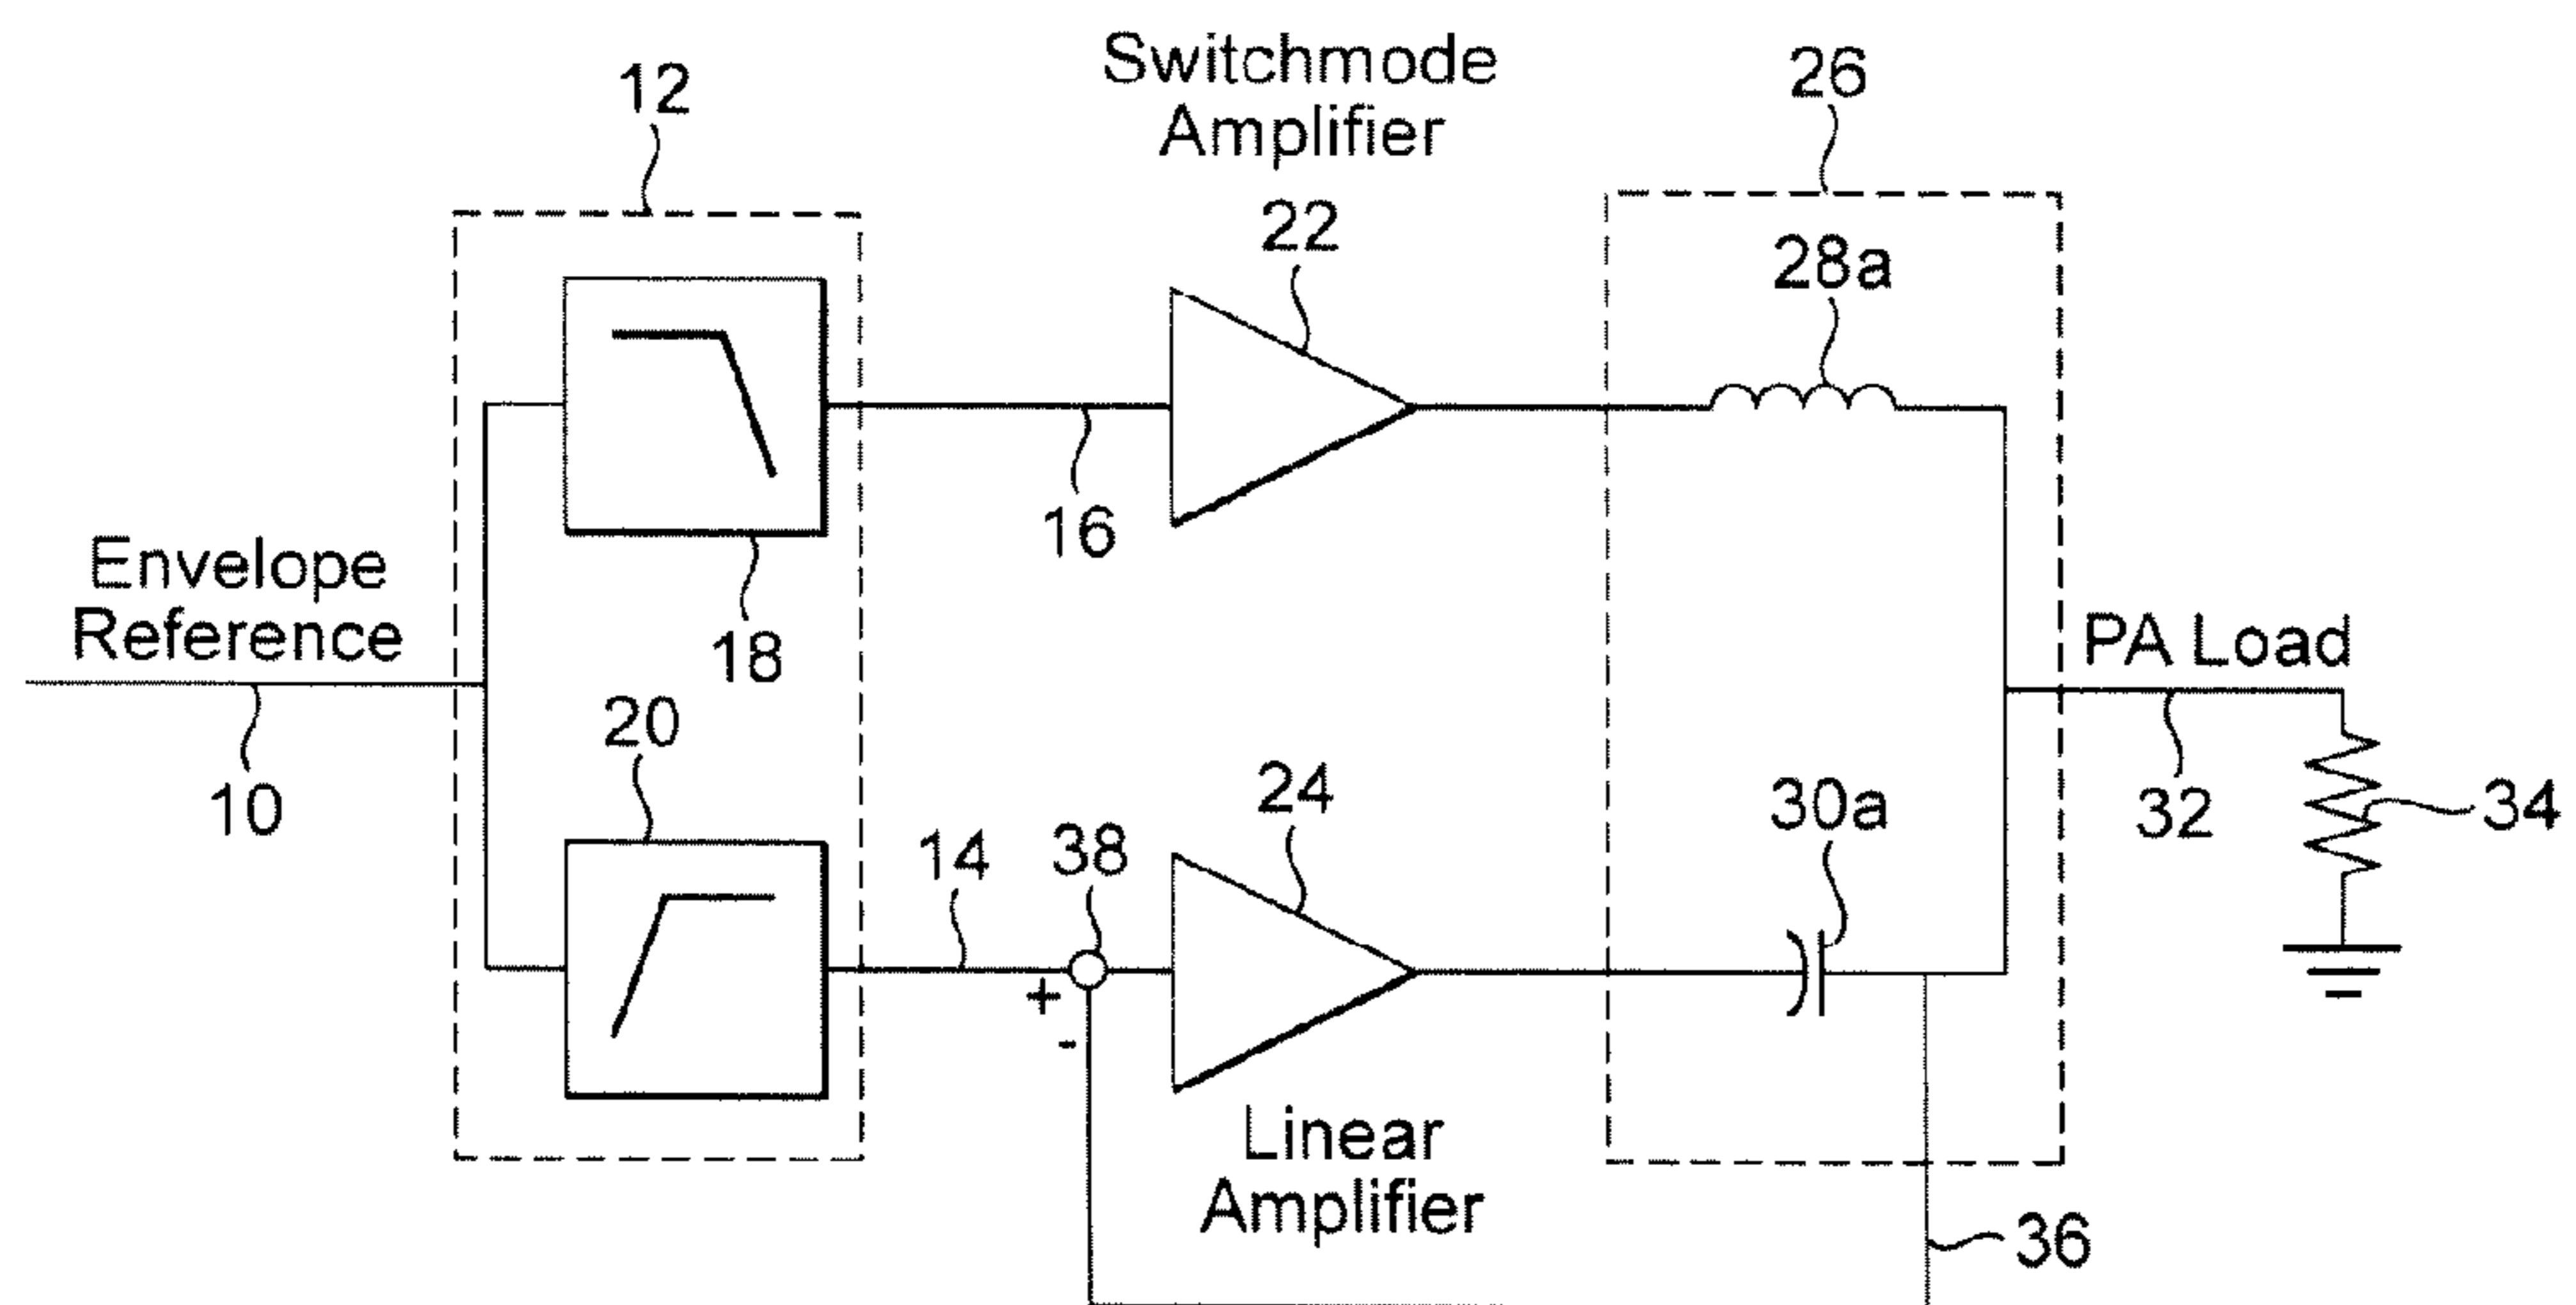 Switchmode
Amplifier
12
22
26
28a
16
18
Envelope
Reference
10
20
14
38
24
30a
PA Load
32
34
+
-
Linear
Amplifier
36